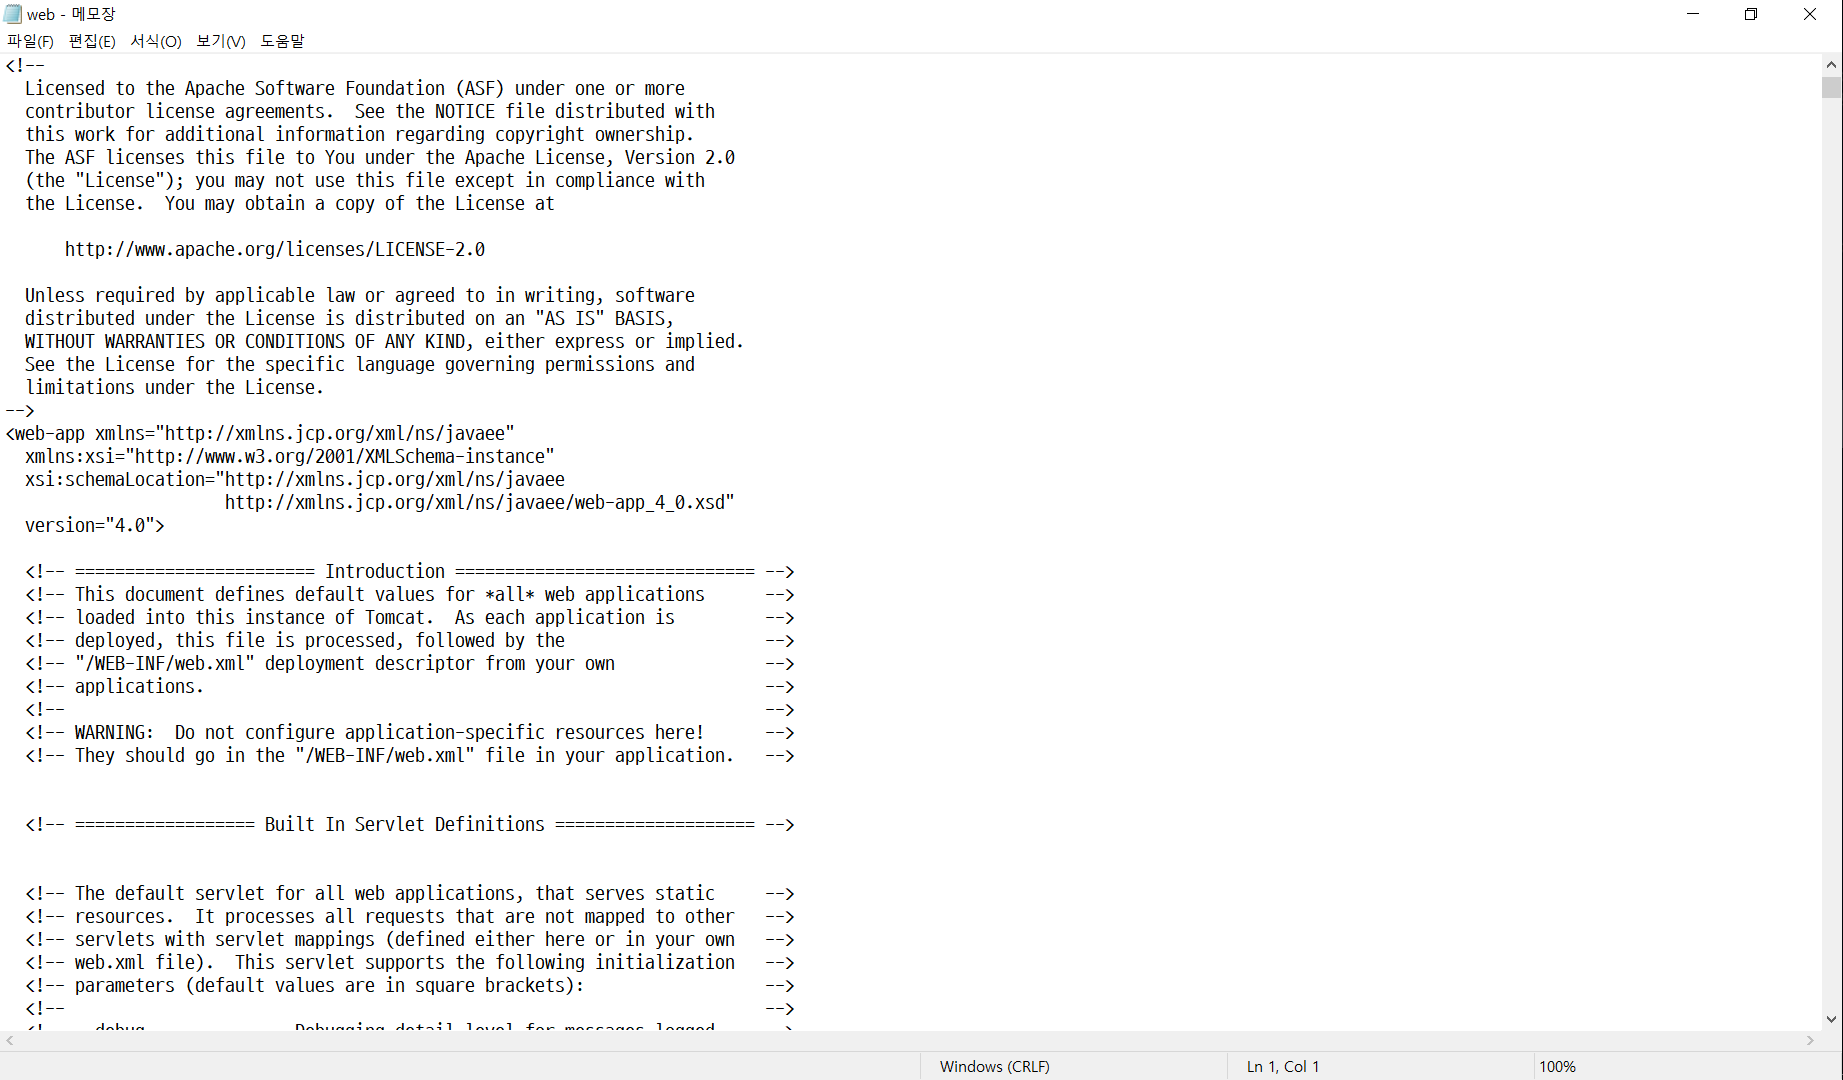 web - 메모장
파일(F) 편집(E) 서식(O) 보기(V) 도움말
<!--
  Licensed to the Apache Software Foundation (ASF) under one or more
  contributor license agreements.  See the NOTICE file distributed with
  this work for additional information regarding copyright ownership.
  The ASF licenses this file to You under the Apache License, Version 2.0
  (the "License"); you may not use this file except in compliance with
  the License.  You may obtain a copy of the License at

      http://www.apache.org/licenses/LICENSE-2.0

  Unless required by applicable law or agreed to in writing, software
  distributed under the License is distributed on an "AS IS" BASIS,
  WITHOUT WARRANTIES OR CONDITIONS OF ANY KIND, either express or implied.
  See the License for the specific language governing permissions and
  limitations under the License.
-->
<web-app xmlns="http://xmlns.jcp.org/xml/ns/javaee"
  xmlns:xsi="http://www.w3.org/2001/XMLSchema-instance"
  xsi:schemaLocation="http://xmlns.jcp.org/xml/ns/javaee
                      http://xmlns.jcp.org/xml/ns/javaee/web-app_4_0.xsd"
  version="4.0">

  <!-- ======================== Introduction ============================== -->
  <!-- This document defines default values for *all* web applications      -->
  <!-- loaded into this instance of Tomcat.  As each application is         -->
  <!-- deployed, this file is processed, followed by the                    -->
  <!-- "/WEB-INF/web.xml" deployment descriptor from your own               -->
  <!-- applications.                                                        -->
  <!--                                                                      -->
  <!-- WARNING:  Do not configure application-specific resources here!      -->
  <!-- They should go in the "/WEB-INF/web.xml" file in your application.   -->

  <!-- ================== Built In Servlet Definitions ==================== -->

  <!-- The default servlet for all web applications, that serves static     -->
  <!-- resources.  It processes all requests that are not mapped to other   -->
  <!-- servlets with servlet mappings (defined either here or in your own   -->
  <!-- web.xml file).  This servlet supports the following initialization   -->
  <!-- parameters (default values are in square brackets):                  -->
  <!--                                                                      -->
  <!--   debug               Debugging detail level for messages logged     -->
Windows (CRLF) Ln 1, Col 1 100%